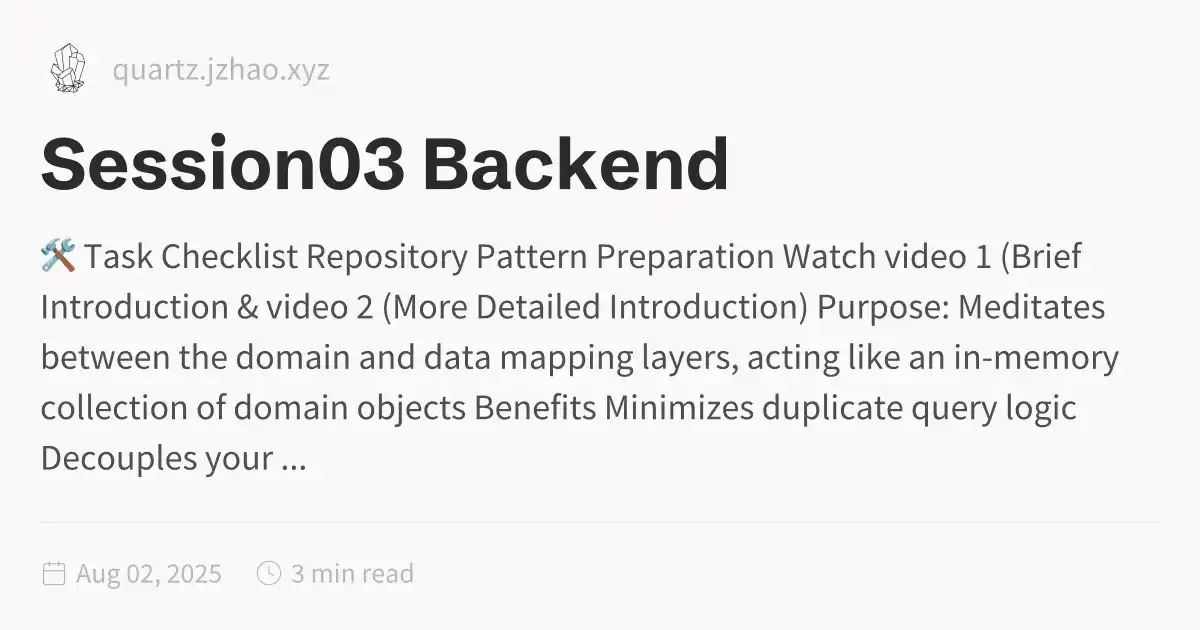 quartz.jzhao.xyz
Session03 Backend
🛠️ Task Checklist Repository Pattern Preparation Watch video 1 (Brief
Introduction & video 2 (More Detailed Introduction) Purpose: Meditates
between the domain and data mapping layers, acting like an in-memory
collection of domain objects Benefits Minimizes duplicate query logic
Decouples your ...
Aug 02, 2025 3 min read